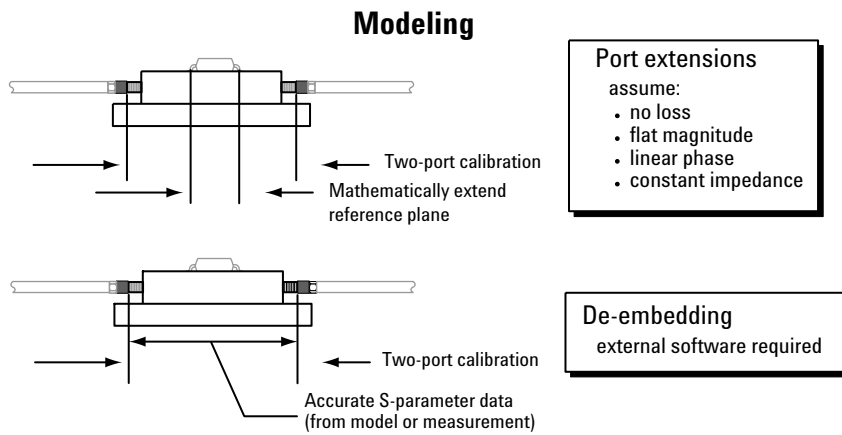 Modeling
Port extensions
assume:
• no loss
• flat magnitude
• linear phase
• constant impedance
Two-port calibration
Mathematically extend
reference plane
De-embedding
external software required
Two-port calibration
Accurate S-parameter data
(from model or measurement)